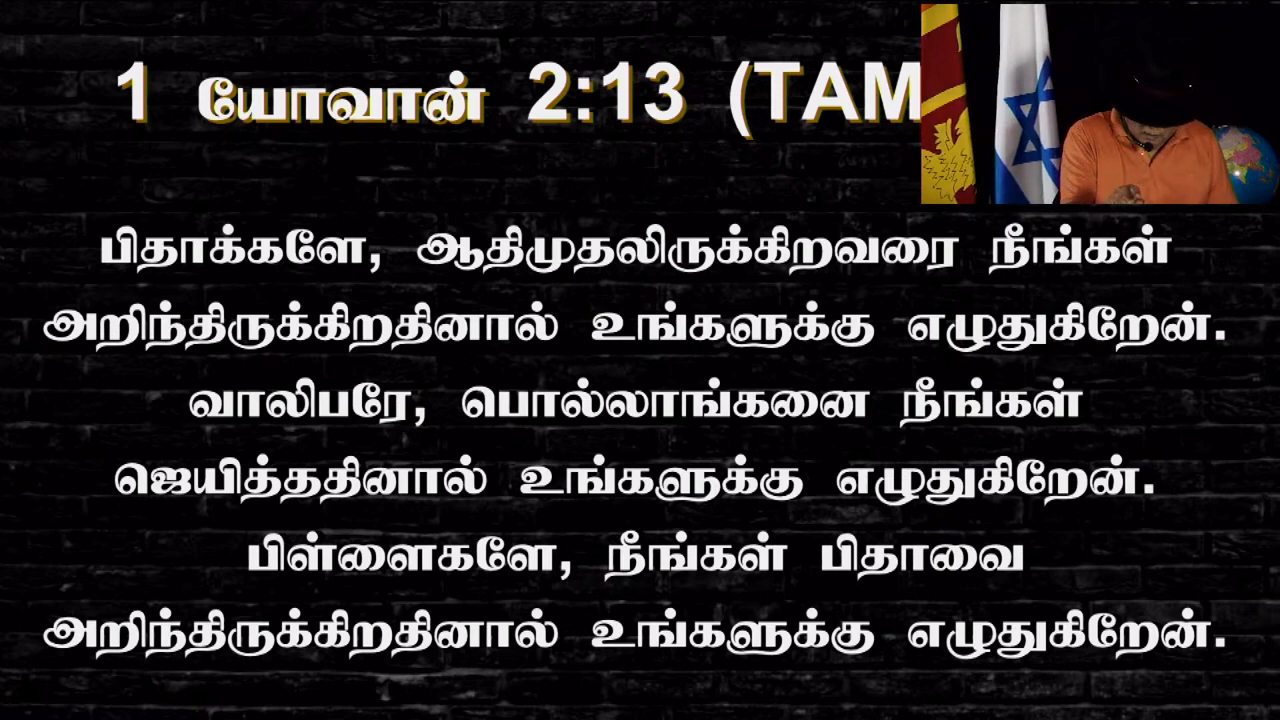 1 யோவான் 2:13 (TAM
பிதாக்களே, ஆதிமுதலிருக்கிறவரை நீங்கள்
அறிந்திருக்கிறதினால் உங்களுக்கு எழுதுகிறேன்.
வாலிபரே, பொல்லாங்கனை நீங்கள்
ஜெயித்ததினால் உங்களுக்கு எழுதுகிறேன்.
பிள்ளைகளே, நீங்கள் பிதாவை
அறிந்திருக்கிறதினால் உங்களுக்கு எழுதுகிறேன்.